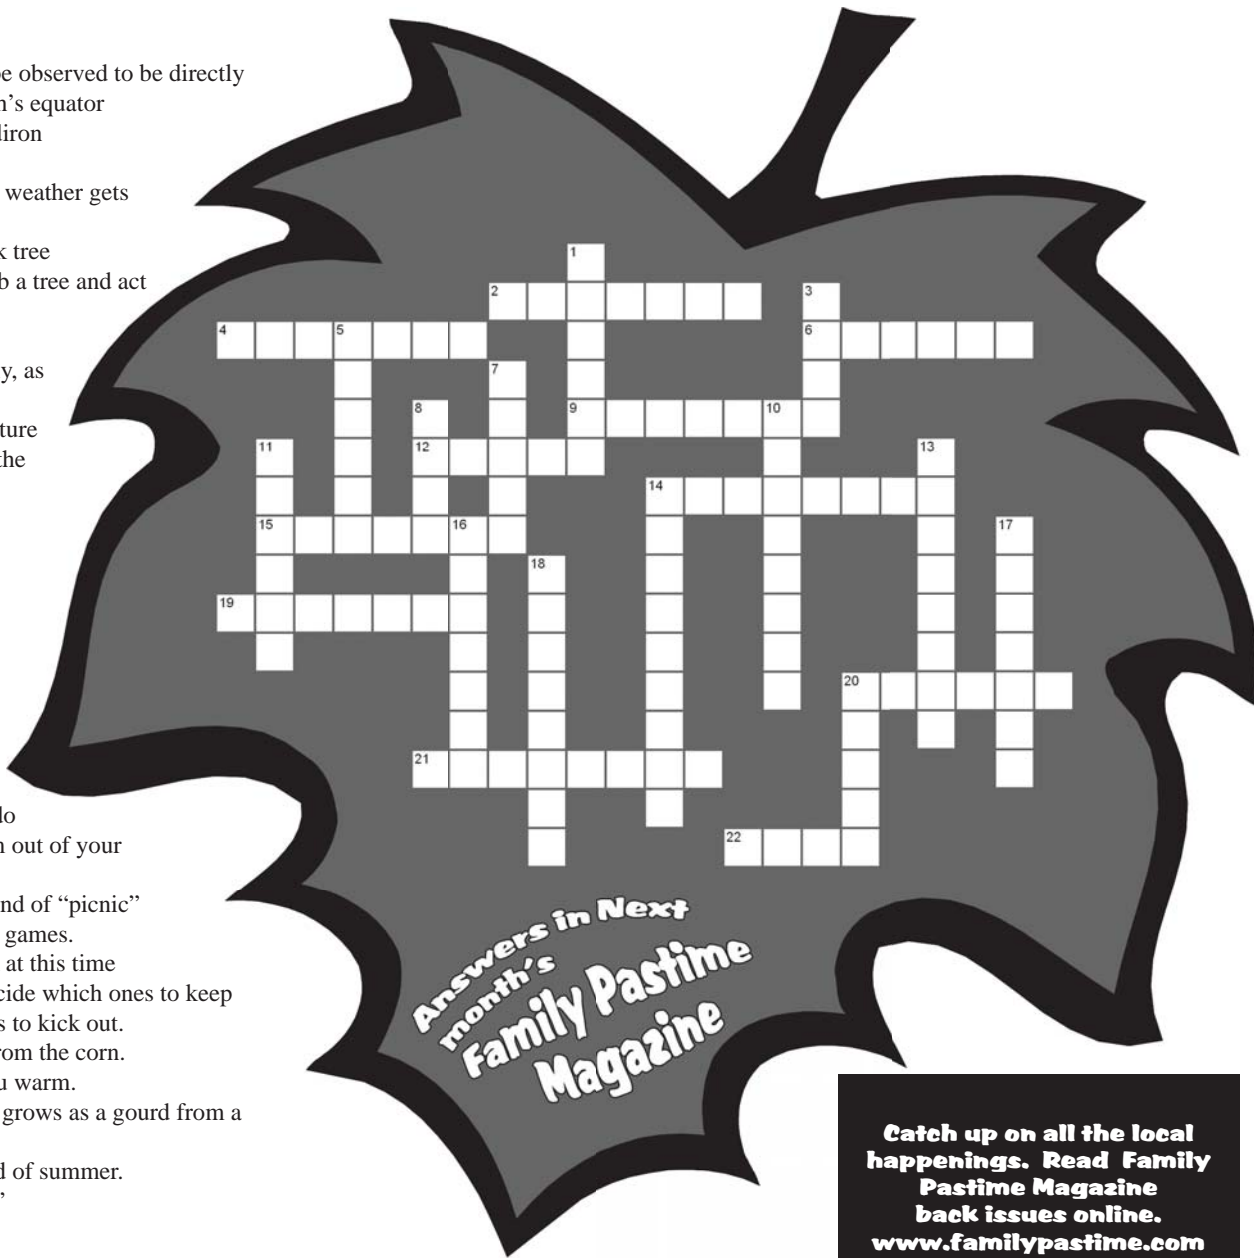 be observed to be directly
h's equator
diron
weather gets
k tree
b a tree and act
y, as
ture
the
do
n out of your
nd of “picnic”
games.
at this time
cide which ones to keep
s to kick out.
rom the corn.
u warm.
grows as a gourd from a
d of summer.
”
1
2
3
4
5
6
7
8
9
10
11
12
13
14
15
16
17
18
19
20
21
22
Answers in Next
month's
Family Pastime
Magazine
Catch up on all the local
happenings. Read Family
Pastime Magazine
back issues online.
www.familypastime.com